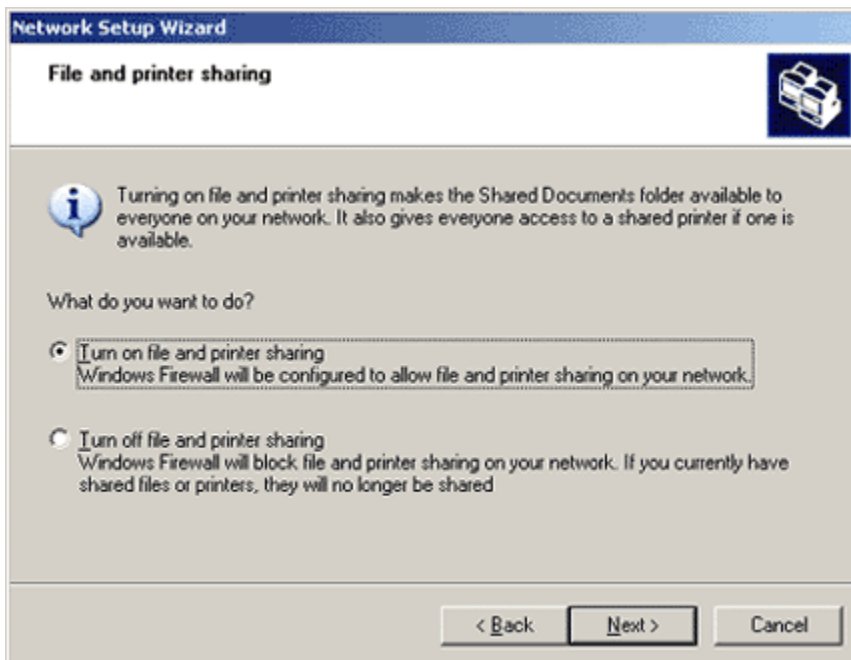 Network Setup Wizard
File and printer sharing
Turning on file and printer sharing makes the Shared Documents folder available to
everyone on your network. It also gives everyone access to a shared printer if one is
available.
What do you want to do?
Turn on file and printer sharing
Windows Firewall will be configured to allow file and printer sharing on your network.
Turn off file and printer sharing
Windows Firewall will block file and printer sharing on your network. If you currently have
shared files or printers, they will no longer be shared
< Back Next > Cancel